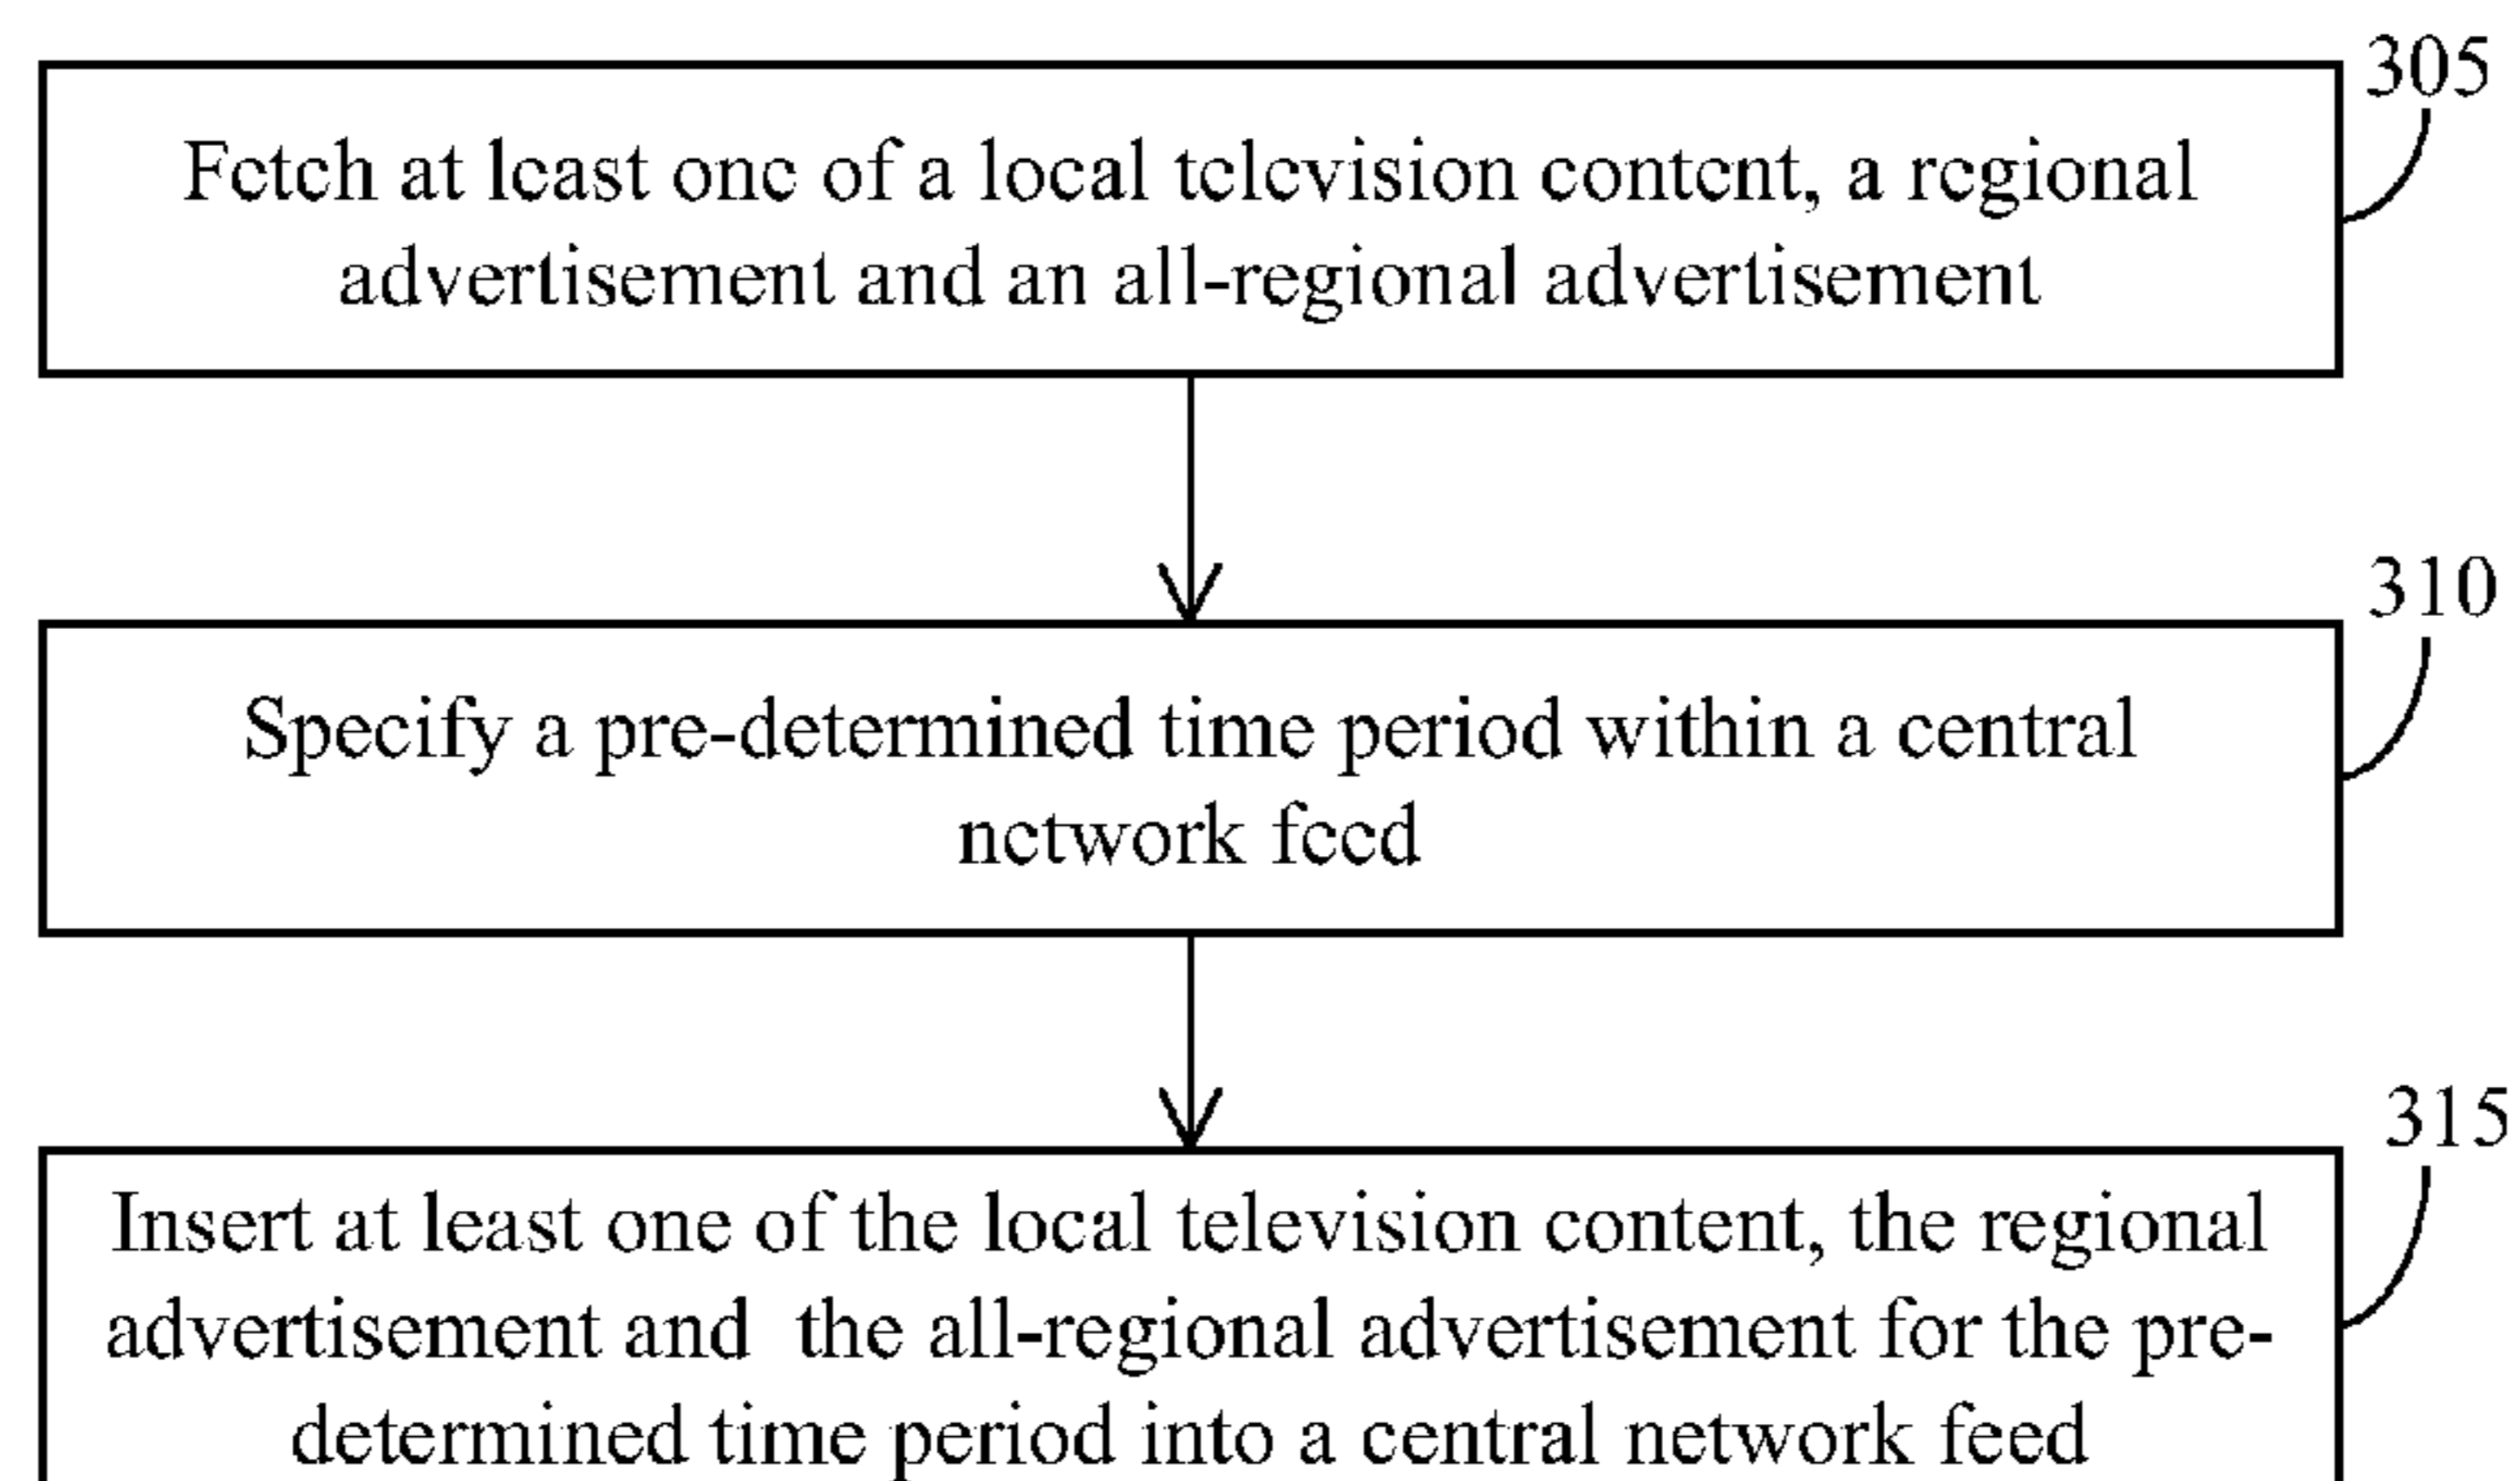 305
Fetch at least one of a local television content, a regional
advertisement and an all-regional advertisement
310
Specify a pre-determined time period within a central
network feed
315
Insert at least one of the local television content, the regional
advertisement and  the all-regional advertisement for the pre-
determined time period into a central network feed